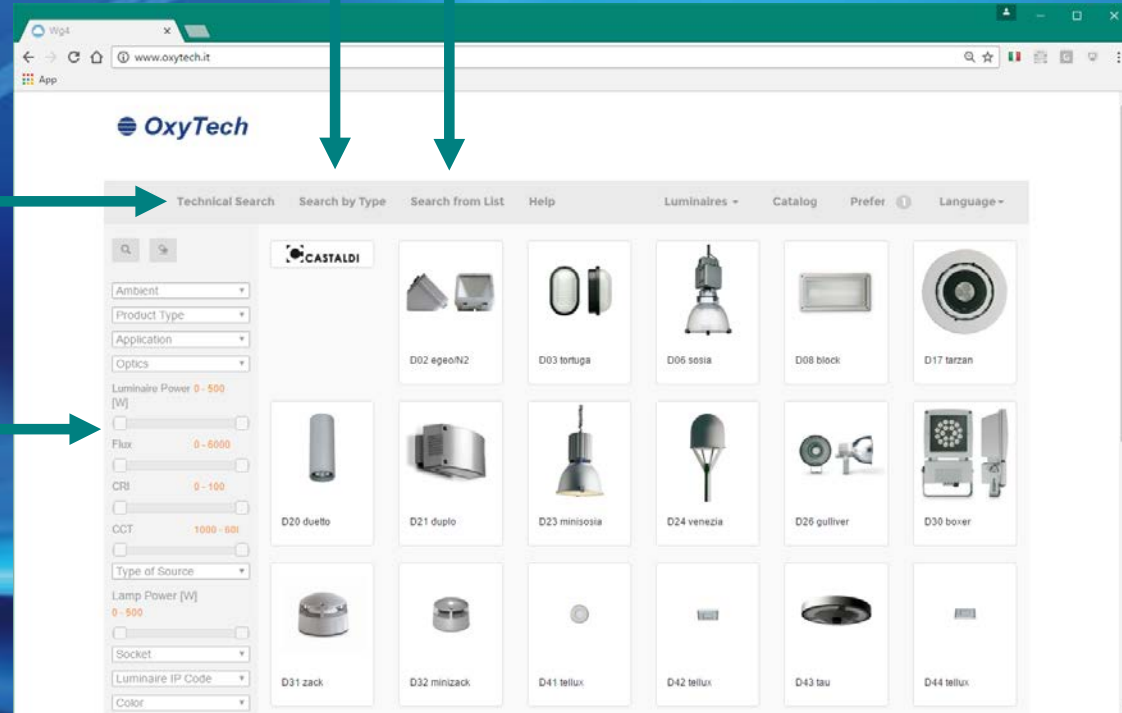 Wg4
www.oxytech.it
App
OxyTech
Technical Search Search by Type Search from List Help Luminaires Catalog Prefer 1 Language
CASTALDI
Ambient
Product Type
Application
Optics
Luminaire Power 0 - 500
[W]
Flux 0 - 6000
CRI 0 - 100
CCT 1000 - 600
Type of Source
Lamp Power [W]
0 - 500
Socket
Luminaire IP Code
Color
D02 egeo/N2 D03 tortuga D06 sosia D08 block D17 tarzan
D20 duetto D21 duplo D23 minisosia D24 venezia D26 gulliver D30 boxer
D31 zack D32 minizack D41 tellux D42 tellux D43 tau D44 tellux